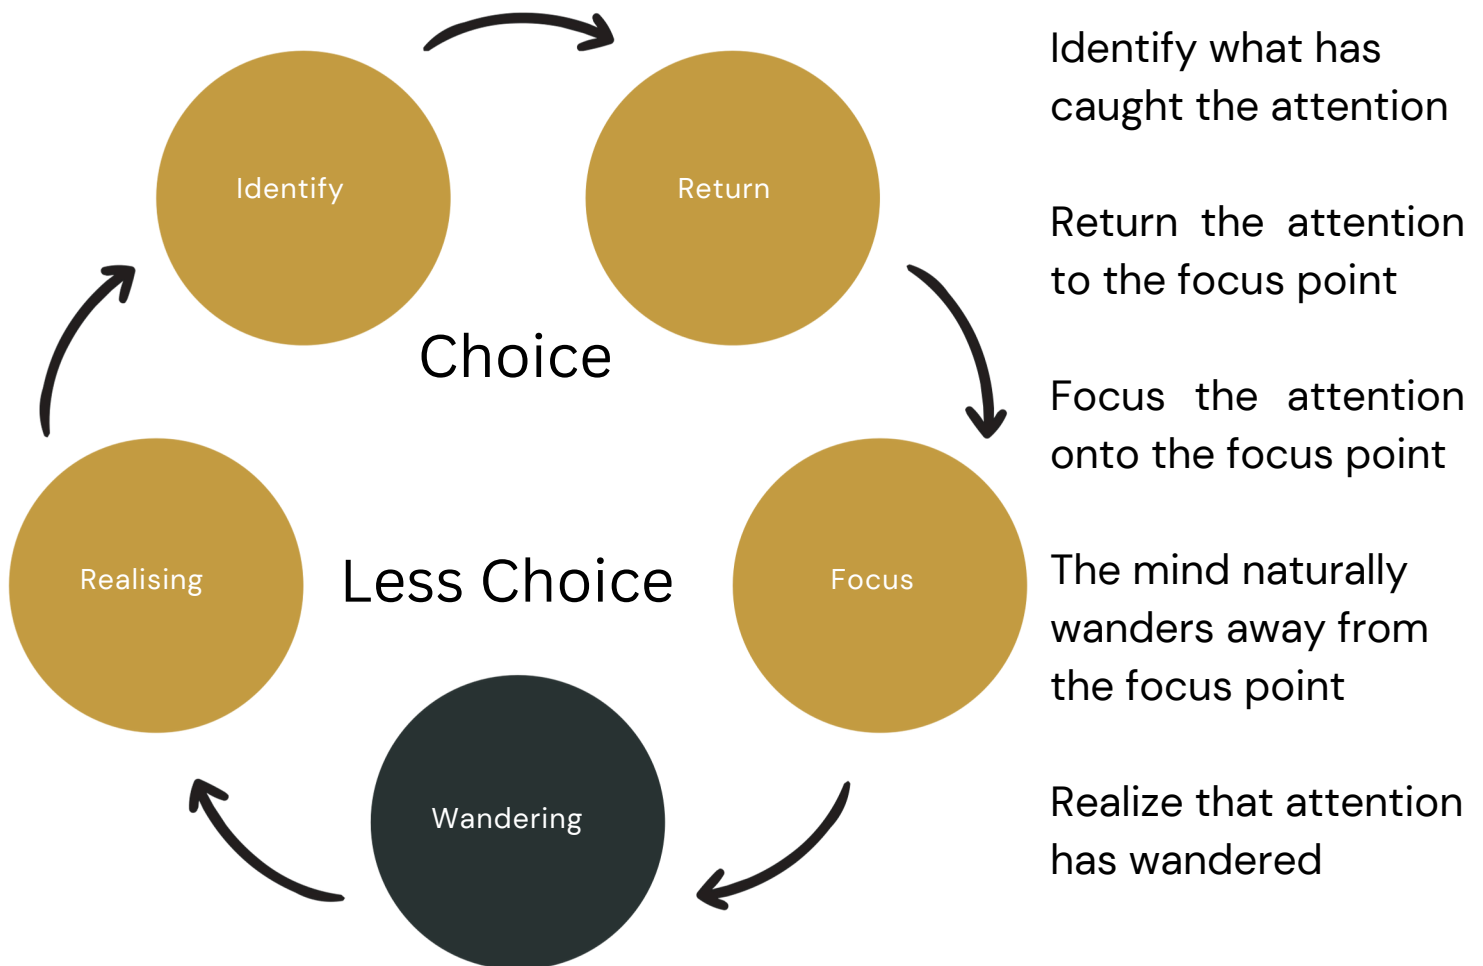 Identify
Return
Choice
Realising
Less Choice
Focus
Wandering
Identify what has
caught the attention
Return the attention
to the focus point
Focus the attention
onto the focus point
The mind naturally
wanders away from
the focus point
Realize that attention
has wandered